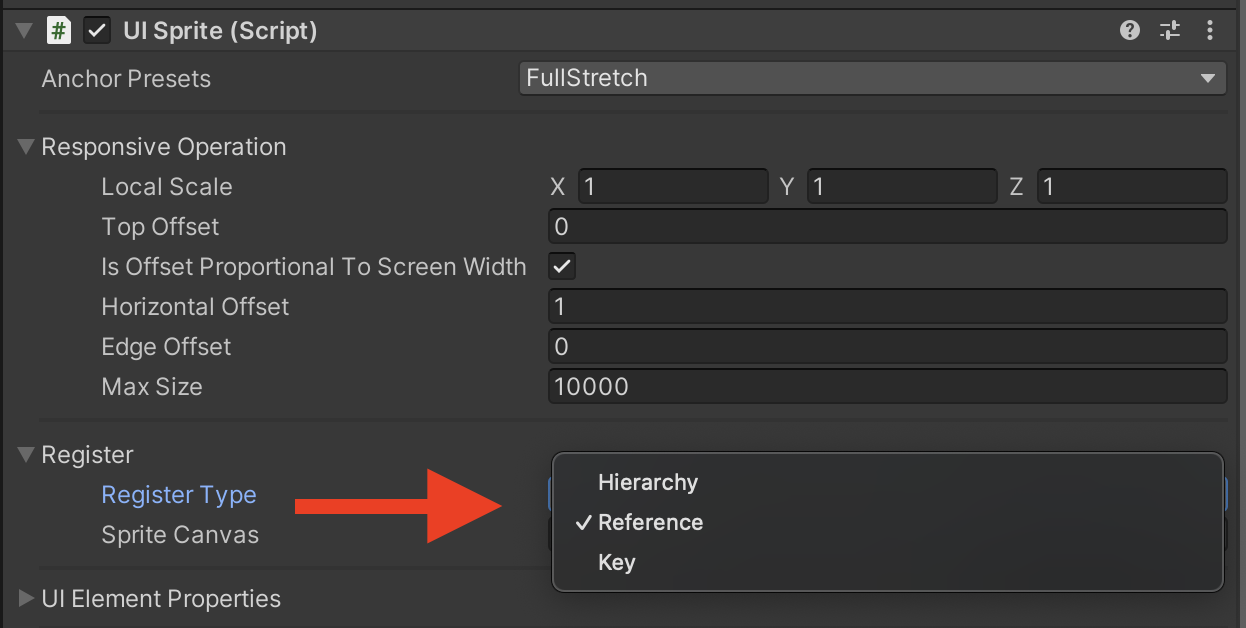 # UI Sprite (Script)
Anchor Presets FullStretch
Responsive Operation
Local Scale X 1 Y 1 Z 1
Top Offset 0
Is Offset Proportional To Screen Width
Horizontal Offset 1
Edge Offset 0
Max Size 10000
Register
Hierarchy
Register Type
Reference
Sprite Canvas
Key
UI Element Properties